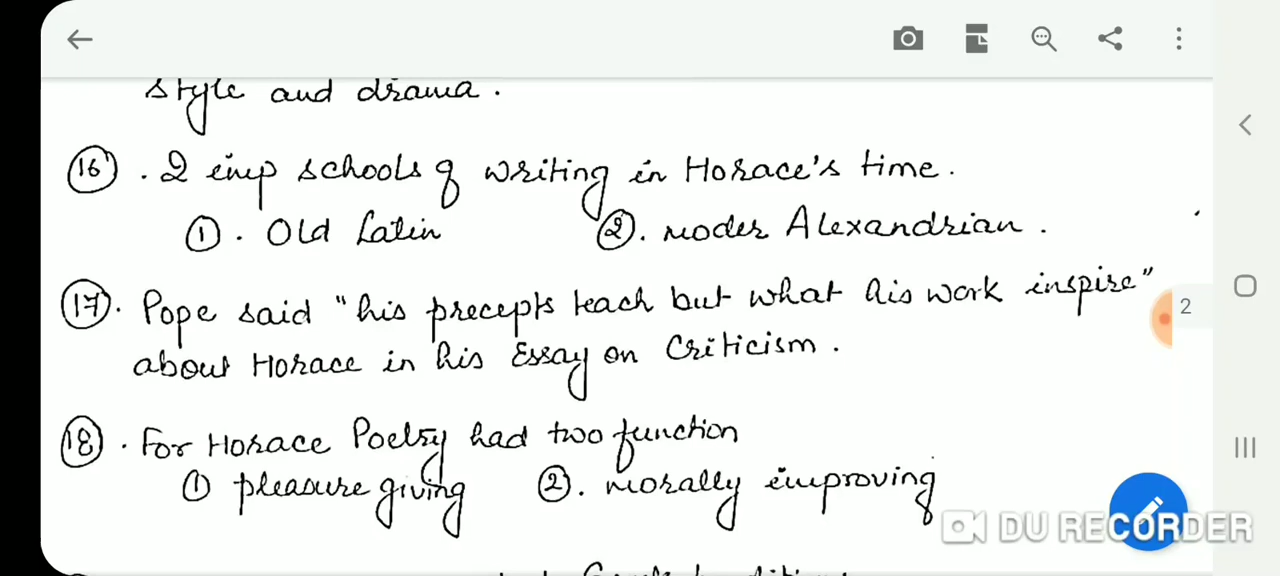 style and drama.
16. 2 imp schools of writing in Horace's time.
1. Old Latin 2. moder Alexandrian.
17. Pope said "his precepts teach but what his work inspire"
about Horace in his Essay on Criticism.
2
18. For Horace Poetry had two function
1 pleasure giving 2. morally improving
DU RECORDER